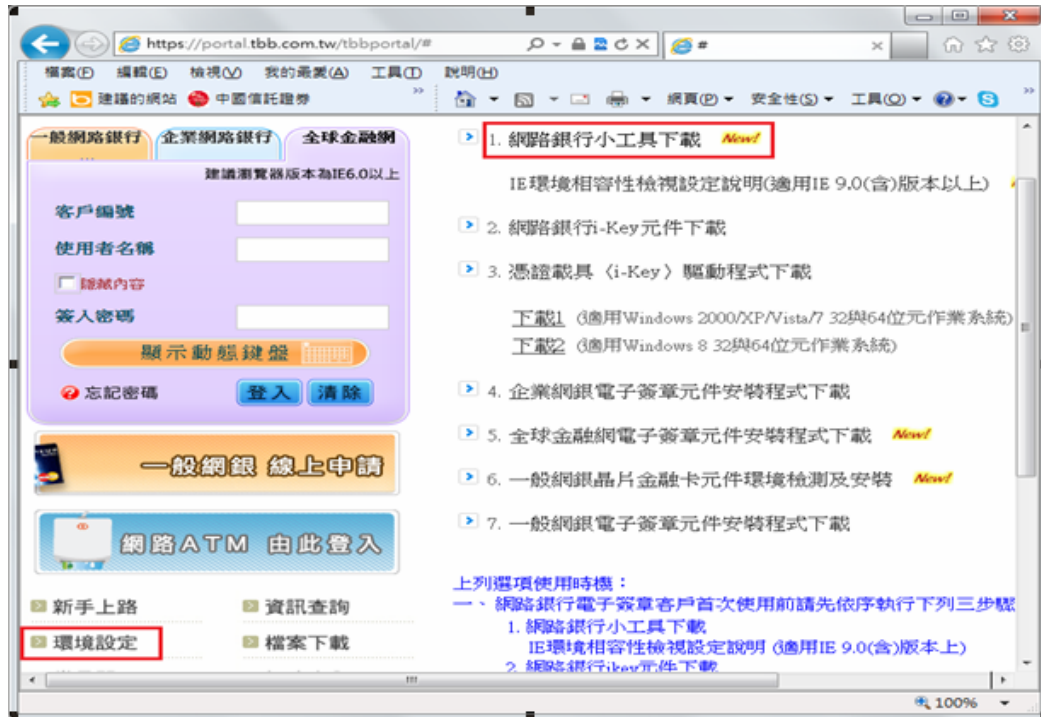 https://portal.tbb.com.tw/tbbportal/#
#
檔案(F) 編輯(E) 檢視(V) 我的最愛(A) 工具(T) 說明(H)
建議的網站 中國信託證券 網頁(P) 安全性(S) 工具(O)
一般網路銀行 企業網路銀行 全球金融網
...
建議瀏覽器版本為IE6.0以上
客戶編號
使用者名稱
隱藏內容
簽入密碼
顯示動態鍵盤
忘記密碼 登入 清除
一般網銀 線上申請
網路ATM 由此登入
新手上路 資訊查詢
環境設定 檔案下載
1. 網路銀行小工具下載 New!
IE環境相容性檢視設定說明(適用IE 9.0(含)版本以上)
2. 網路銀行i-Key元件下載
3. 憑證載具〈i-Key〉驅動程式下載
下載1 (適用Windows 2000/XP/Vista/7 32與64位元作業系統)
下載2 (適用Windows 8 32與64位元作業系統)
4. 企業網銀電子簽章元件安裝程式下載
5. 全球金融網電子簽章元件安裝程式下載 New!
6. 一般網銀晶片金融卡元件環境檢測及安裝 New!
7. 一般網銀電子簽章元件安裝程式下載
上列選項使用時機：
一、網路銀行電子簽章客戶首次使用前請先依序執行下列三步驟
1. 網路銀行小工具下載
IE環境相容性檢視設定說明 (適用IE 9.0(含)版本上)
2. 網路銀行ikey元件下載
100%